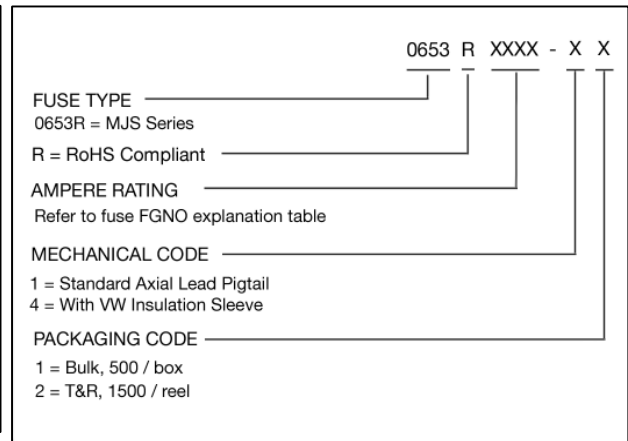 0653 R XXXX - X X
FUSE TYPE
0653R = MJS Series
R = RoHS Compliant
AMPERE RATING
Refer to fuse FGNO explanation table
MECHANICAL CODE
1 = Standard Axial Lead Pigtail
4 = With VW Insulation Sleeve
PACKAGING CODE
1 = Bulk, 500 / box
2 = T&R, 1500 / reel